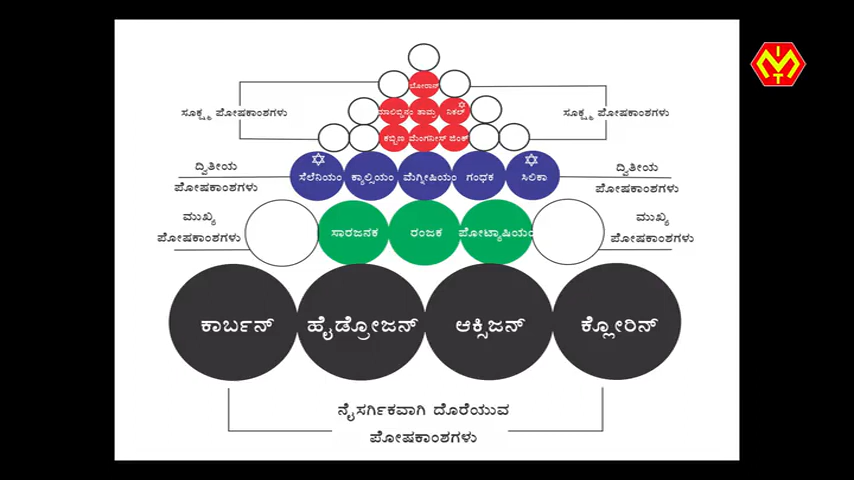 ಬೋರಾನ್
ಸೂಕ್ಷ್ಮ ಪೋಷಕಾಂಶಗಳು
ಮಾಲಿಬ್ಡಿನಂ ತಾಮ್ರ ನಿಕಲ್
ಸೂಕ್ಷ್ಮ ಪೋಷಕಾಂಶಗಳು
ಕಬ್ಬಿಣ ಮೆಂಗನೀಸ್ ಜಿಂಕ್
ದ್ವಿತೀಯ
ಪೋಷಕಾಂಶಗಳು
ಸೆಲೆನಿಯಂ ಕ್ಯಾಲ್ಸಿಯಂ ಮೆಗ್ನೀಷಿಯಂ ಗಂಧಕ ಸಿಲಿಕಾ
ದ್ವಿತೀಯ
ಪೋಷಕಾಂಶಗಳು
ಮುಖ್ಯ
ಪೋಷಕಾಂಶಗಳು
ಸಾರಜನಕ ರಂಜಕ ಪೋಟ್ಯಾಷಿಯಂ
ಮುಖ್ಯ
ಪೋಷಕಾಂಶಗಳು
ಕಾರ್ಬನ್ ಹೈಡ್ರೋಜನ್ ಆಕ್ಸಿಜನ್ ಕ್ಲೋರಿನ್
ನೈಸರ್ಗಿಕವಾಗಿ ದೊರೆಯುವ
ಪೋಷಕಾಂಶಗಳು